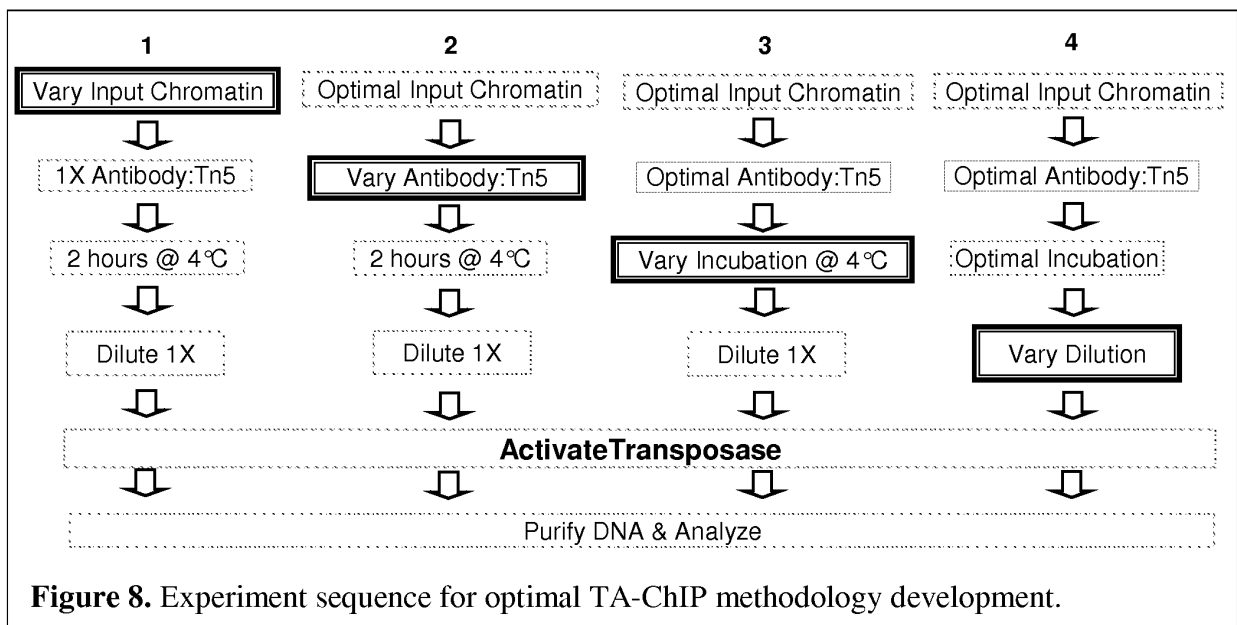 1 2 3 4
Vary Input Chromatin Optimal Input Chromatin Optimal Input Chromatin Optimal Input Chromatin
1X Antibody:Tn5 Vary Antibody:Tn5 Optimal Antibody:Tn5 Optimal Antibody:Tn5
2 hours @ 4°C 2 hours @ 4°C Vary Incubation @ 4°C Optimal Incubation
Dilute 1X Dilute 1X Dilute 1X Vary Dilution
ActivateTransposase
Purify DNA & Analyze
Figure 8. Experiment sequence for optimal TA-ChIP methodology development.